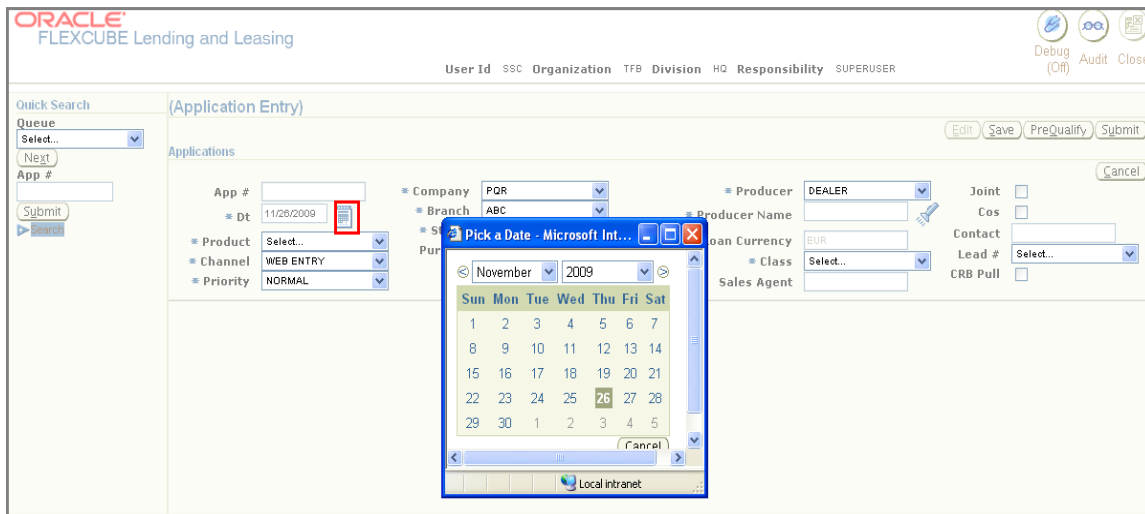 ORACLE®
FLEXCUBE Lending and Leasing
Debug (Off) Audit Close
User Id SSC Organization TFB Division HQ Responsibility SUPERUSER
Quick Search
Queue
Select...
Next
App #
Submit
Search
(Application Entry)
Edit Save PreQualify Submit
Applications
Cancel
App # * Company PQR * Producer DEALER Joint
* Dt 11/26/2009 * Branch ABC * Producer Name Cos
* Product Select... * St Loan Currency EUR Contact
* Channel WEB ENTRY Pur * Class Select... Lead # Select...
* Priority NORMAL Sales Agent CRB Pull
Pick a Date - Microsoft Int...
November 2009
Sun Mon Tue Wed Thu Fri Sat
1 2 3 4 5 6 7
8 9 10 11 12 13 14
15 16 17 18 19 20 21
22 23 24 25 26 27 28
29 30 1 2 3 4 5
Cancel
Local intranet